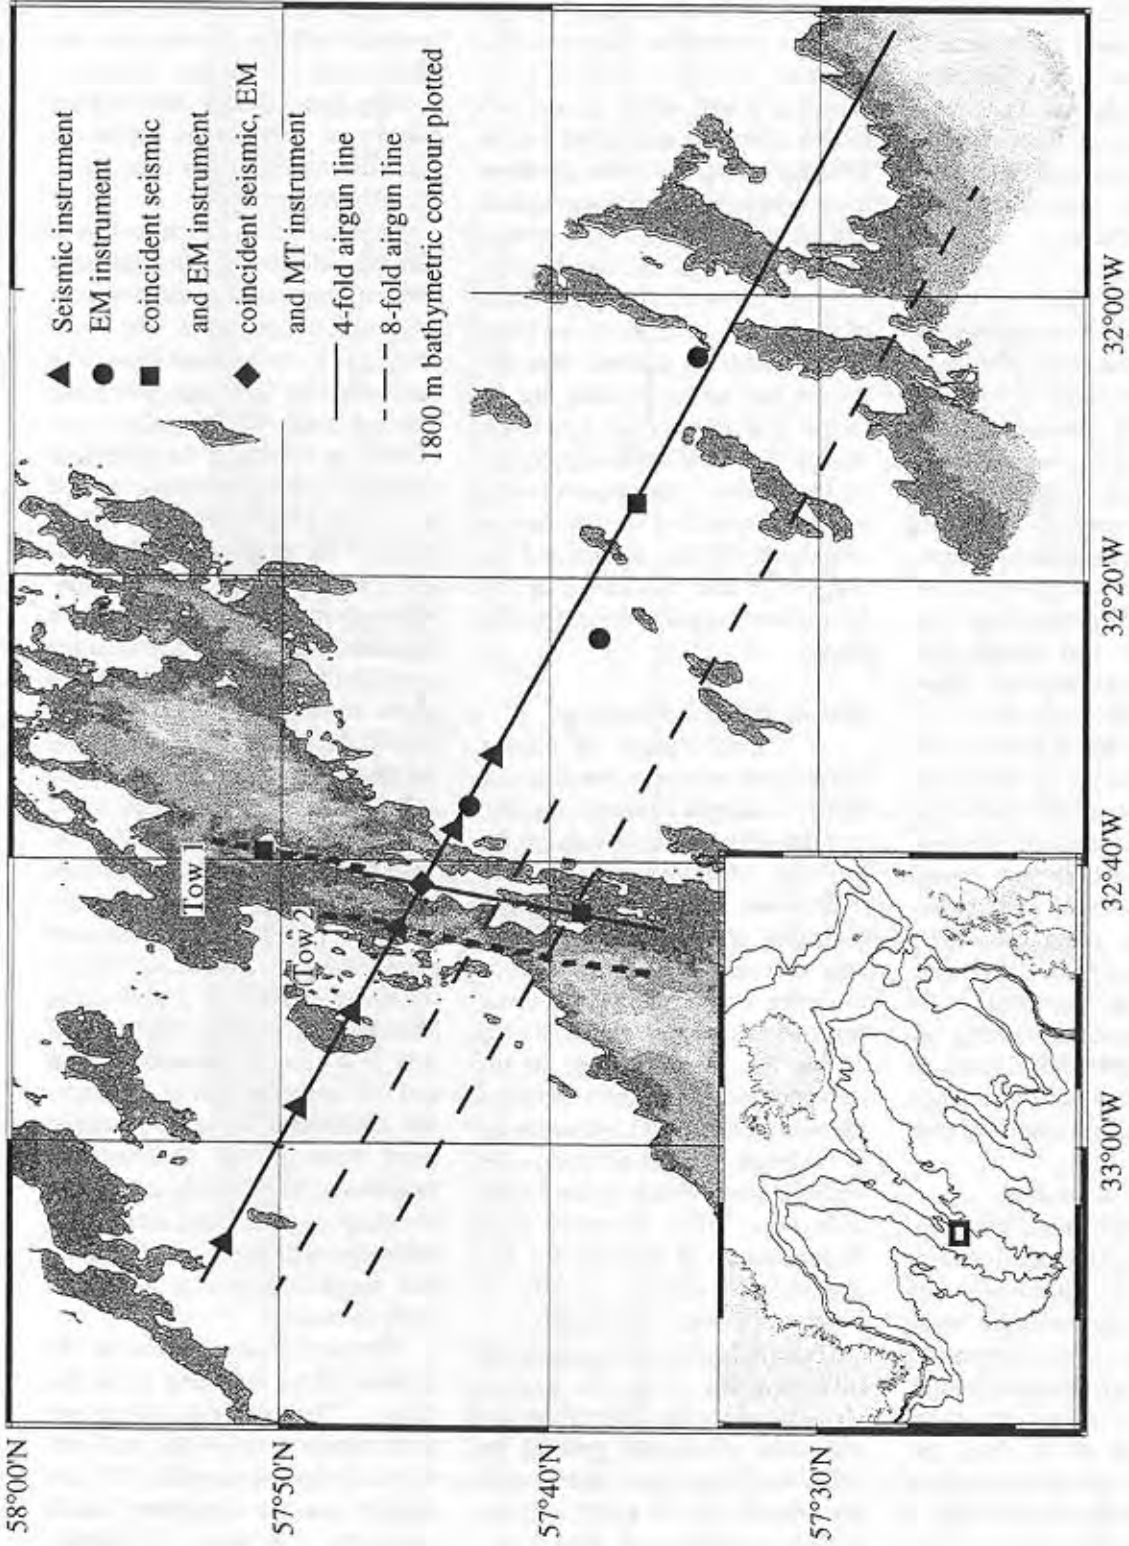 58°00'N
57°50'N
57°40'N
57°30'N
33°00'W
32°40'W
32°20'W
32°00'W
Tow 1
Tow 2
Seismic instrument
EM instrument
coincident seismic
and EM instrument
coincident seismic, EM
and MT instrument
4-fold airgun line
8-fold airgun line
1800 m bathymetric contour plotted